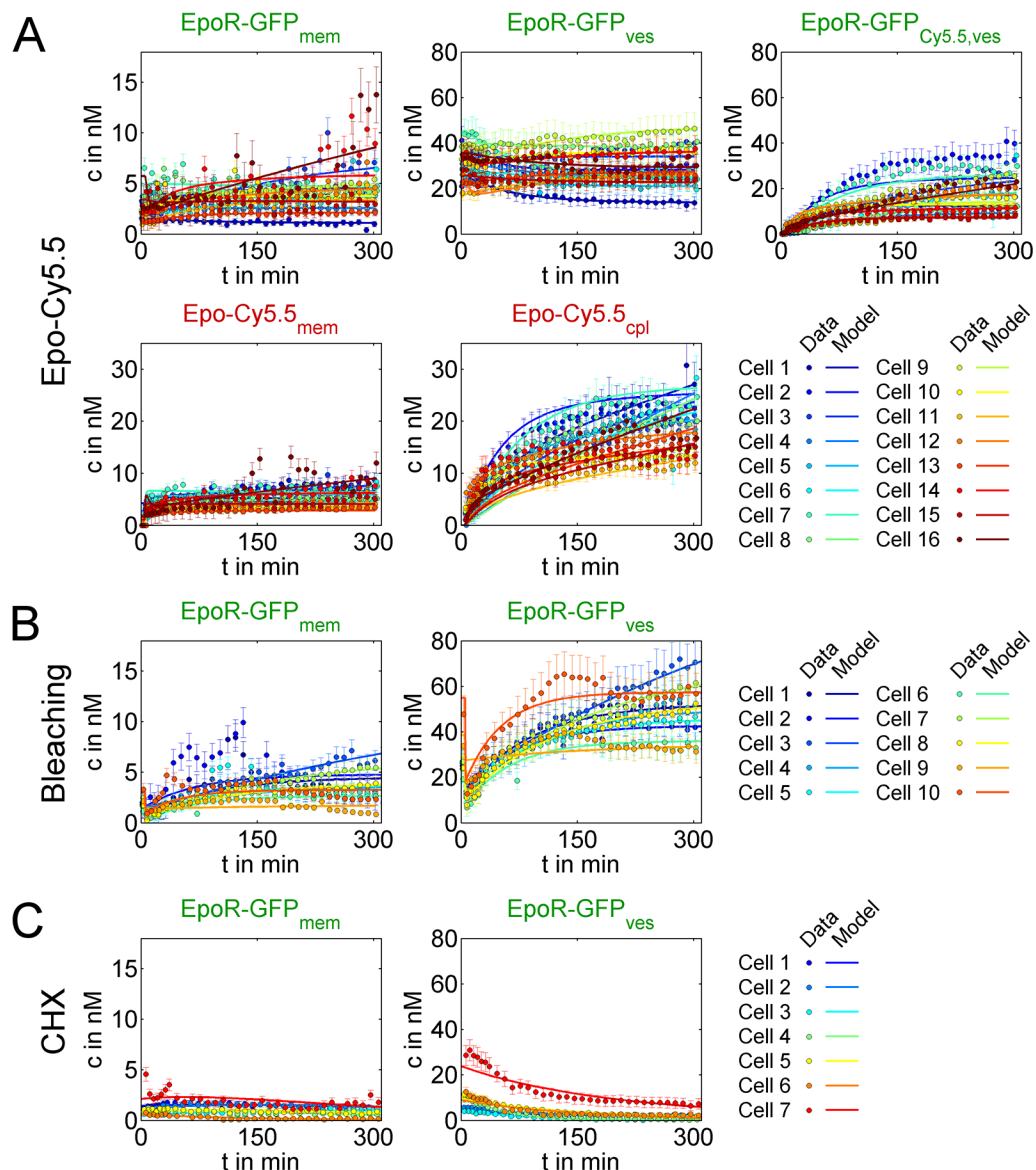 A
Epo-Cy5.5
EpoR-GFPmem
c in nM
15
10
5
0
0 150 300
t in min
EpoR-GFPves
c in nM
80
60
40
20
0
0 150 300
t in min
EpoR-GFPCy5.5,ves
c in nM
80
60
40
20
0
0 150 300
t in min
Epo-Cy5.5mem
c in nM
30
20
10
0
0 150 300
t in min
Epo-Cy5.5cpl
c in nM
30
20
10
0
0 150 300
t in min
Data Model Data Model
Cell 1 Cell 9
Cell 2 Cell 10
Cell 3 Cell 11
Cell 4 Cell 12
Cell 5 Cell 13
Cell 6 Cell 14
Cell 7 Cell 15
Cell 8 Cell 16
B
Bleaching
EpoR-GFPmem
c in nM
15
10
5
0
0 150 300
t in min
EpoR-GFPves
c in nM
80
60
40
20
0
0 150 300
t in min
Data Model Data Model
Cell 1 Cell 6
Cell 2 Cell 7
Cell 3 Cell 8
Cell 4 Cell 9
Cell 5 Cell 10
C
CHX
EpoR-GFPmem
c in nM
15
10
5
0
0 150 300
t in min
EpoR-GFPves
c in nM
80
60
40
20
0
0 150 300
t in min
Data Model
Cell 1
Cell 2
Cell 3
Cell 4
Cell 5
Cell 6
Cell 7